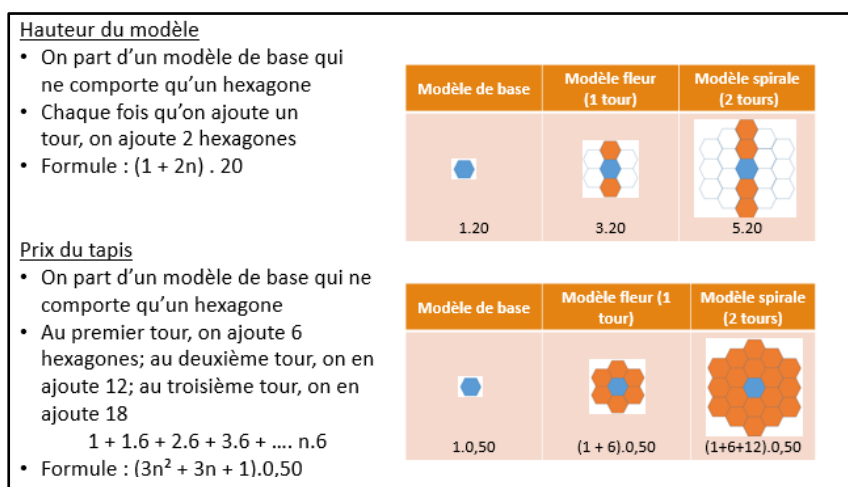 Hauteur du modèle
• On part d'un modèle de base qui
ne comporte qu'un hexagone
• Chaque fois qu'on ajoute un
tour, on ajoute 2 hexagones
• Formule : (1 + 2n) . 20
Modèle de base
Modèle fleur
(1 tour)
Modèle spirale
(2 tours)
1.20
3.20
5.20
Prix du tapis
• On part d'un modèle de base qui ne
comporte qu'un hexagone
• Au premier tour, on ajoute 6
hexagones; au deuxième tour, on en
ajoute 12; au troisième tour, on en
ajoute 18
1 + 1.6 + 2.6 + 3.6 + .... n.6
• Formule : (3n² + 3n + 1).0,50
Modèle de base
Modèle fleur (1
tour)
Modèle spirale
(2 tours)
1.0,50
(1 + 6).0,50
(1+6+12).0,50